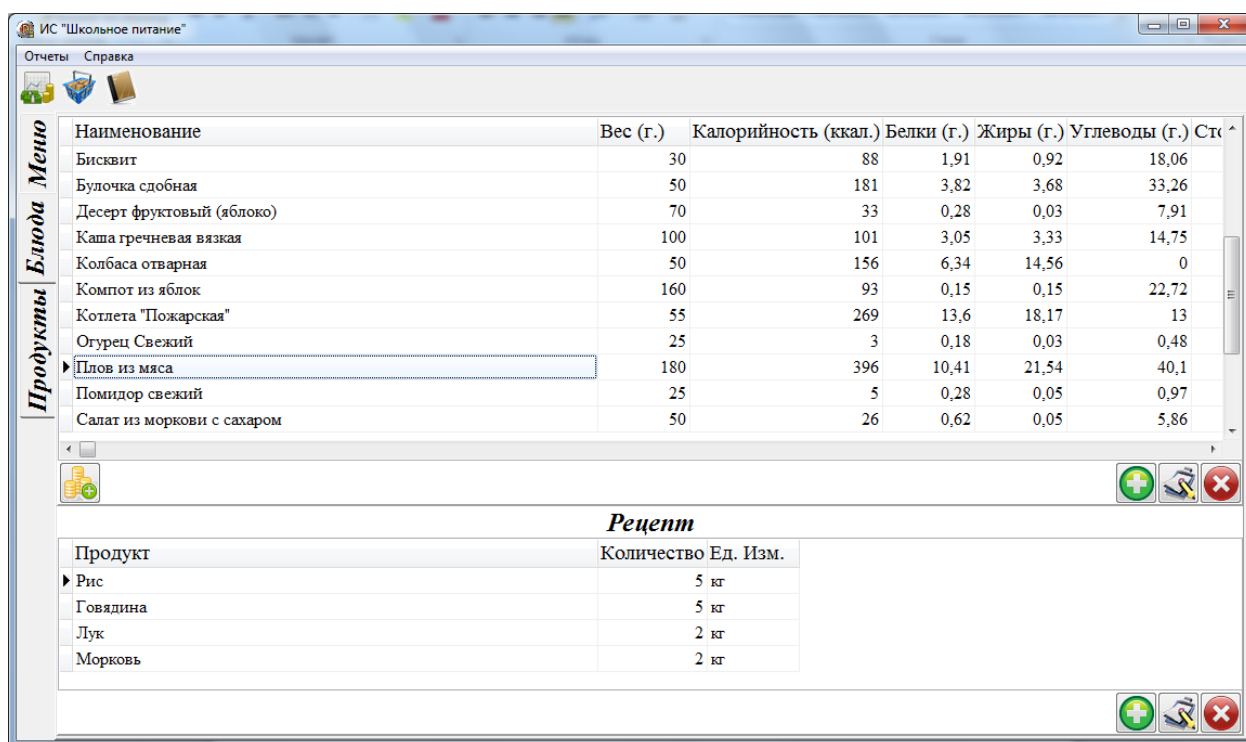 ИС "Школьное питание"
Отчеты Справка
Меню
Блюда
Продукты
Наименование Вес (г.) Калорийность (ккал.) Белки (г.) Жиры (г.) Углеводы (г.) Сто
Бисквит 30 88 1,91 0,92 18,06
Булочка сдобная 50 181 3,82 3,68 33,26
Десерт фруктовый (яблоко) 70 33 0,28 0,03 7,91
Каша гречневая вязкая 100 101 3,05 3,33 14,75
Колбаса отварная 50 156 6,34 14,56 0
Компот из яблок 160 93 0,15 0,15 22,72
Котлета "Пожарская" 55 269 13,6 18,17 13
Огурец Свежий 25 3 0,18 0,03 0,48
Плов из мяса 180 396 10,41 21,54 40,1
Помидор свежий 25 5 0,28 0,05 0,97
Салат из моркови с сахаром 50 26 0,62 0,05 5,86
Рецепт
Продукт Количество Ед. Изм.
Рис 5 кг
Говядина 5 кг
Лук 2 кг
Морковь 2 кг